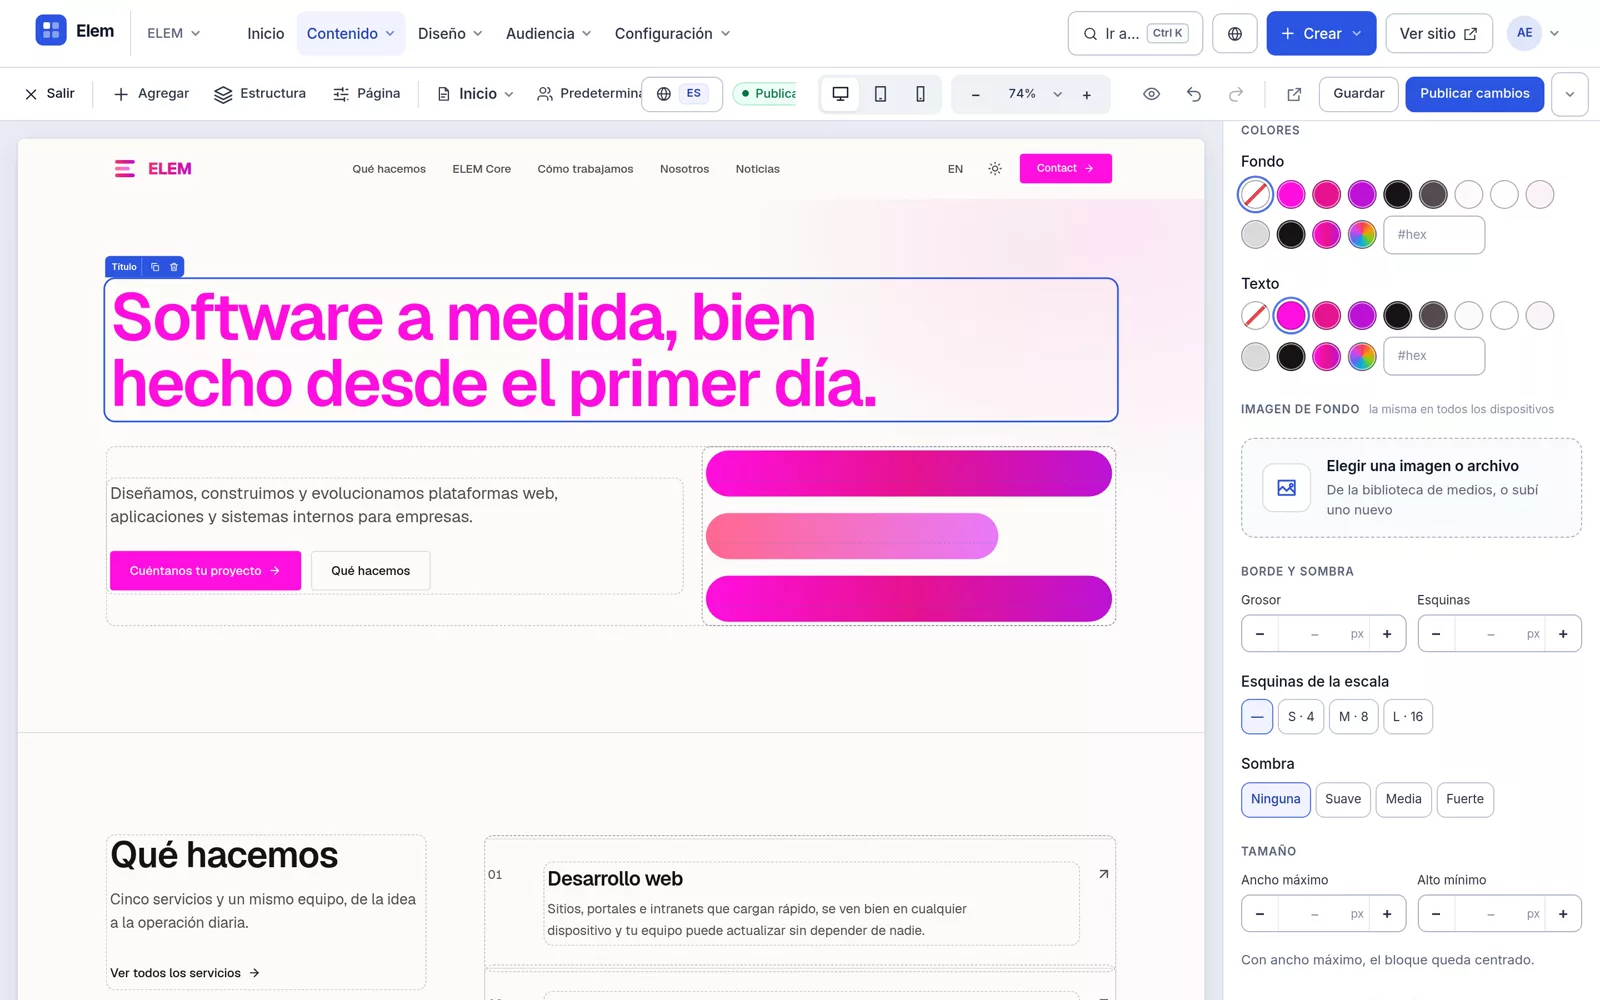 Elem
ELEM
Inicio
Contenido
Diseño
Audiencia
Configuración
Ir a...
Ctrl K
Crear
Ver sitio
AE
Salir
Agregar
Estructura
Página
Inicio
Predetermina
ES
Publica
74%
Guardar
Publicar cambios
ELEM
Qué hacemos
ELEM Core
Cómo trabajamos
Nosotros
Noticias
EN
Contact →
Título
Software a medida, bien
hecho desde el primer día.
Diseñamos, construimos y evolucionamos plataformas web,
aplicaciones y sistemas internos para empresas.
Cuéntanos tu proyecto →
Qué hacemos
Qué hacemos
Cinco servicios y un mismo equipo, de la idea
a la operación diaria.
Ver todos los servicios →
01
Desarrollo web
Sitios, portales e intranets que cargan rápido, se ven bien en cualquier
dispositivo y tu equipo puede actualizar sin depender de nadie.
COLORES
Fondo
#hex
Texto
#hex
IMAGEN DE FONDO la misma en todos los dispositivos
Elegir una imagen o archivo
De la biblioteca de medios, o subí
uno nuevo
BORDE Y SOMBRA
Grosor
Esquinas
− – px +
− – px +
Esquinas de la escala
—
S · 4
M · 8
L · 16
Sombra
Ninguna
Suave
Media
Fuerte
TAMAÑO
Ancho máximo
Alto mínimo
− – px +
− – px +
Con ancho máximo, el bloque queda centrado.